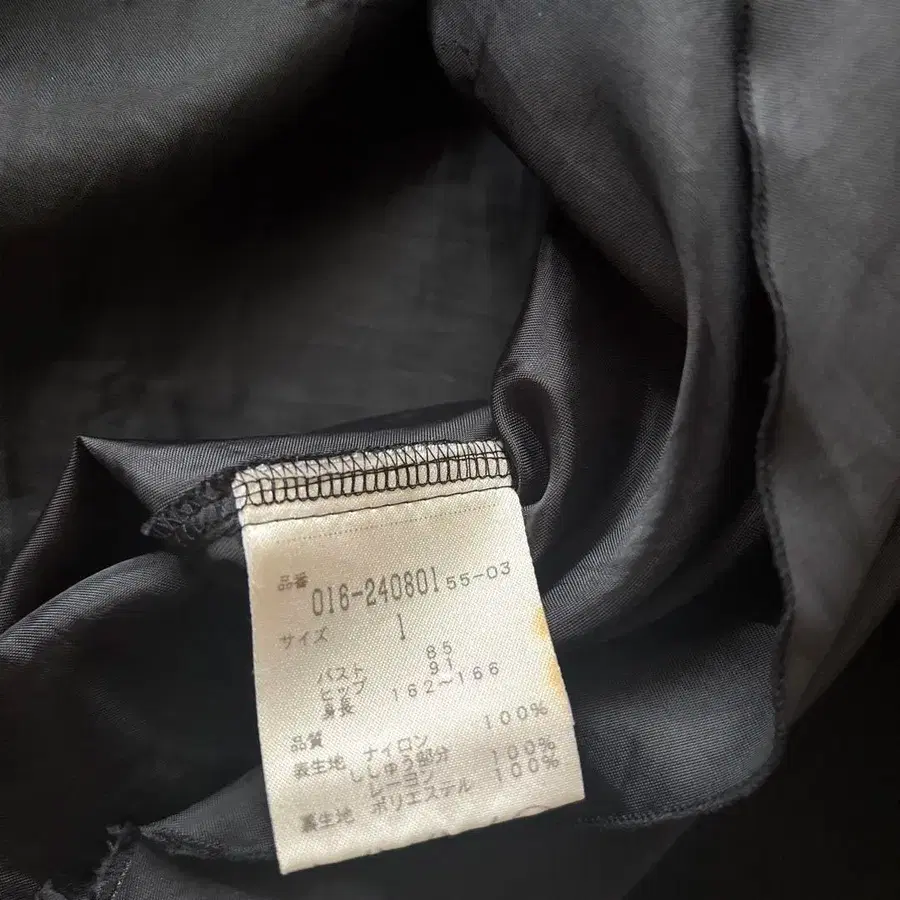 品番 016-240801 55-03
サイズ 1
バスト 85
ヒップ 91
身長 162~166
品質
表生地 ナイロン 100%
ししゅう部分
レーヨン 100%
裏生地 ポリエステル 100%